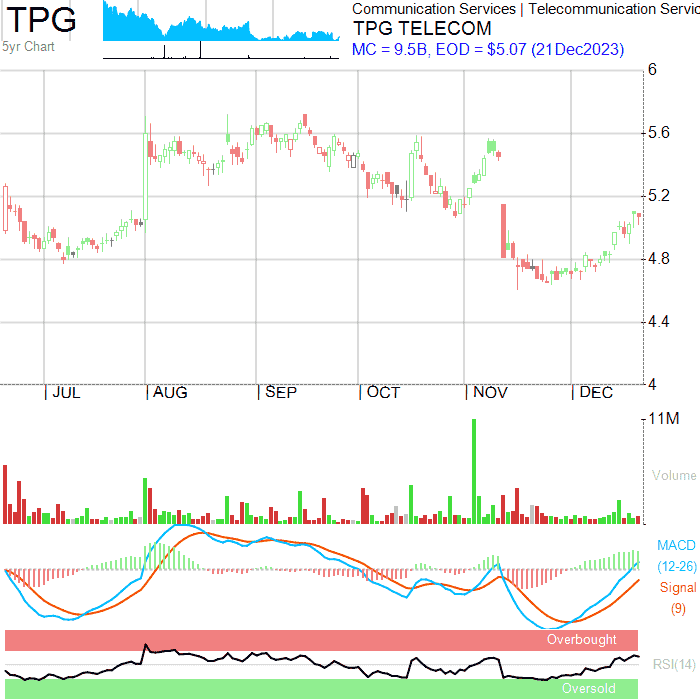 TPG
5yr Chart
Communication Services | Telecommunication Servic
TPG TELECOM
MC = 9.5B, EOD = $5.07 (21Dec2023)
6
5.6
5.2
4.8
4.4
4
JUL AUG SEP OCT NOV DEC
11M
Volume
MACD
(12-26)
Signal
(9)
Overbought
RSI(14)
Oversold